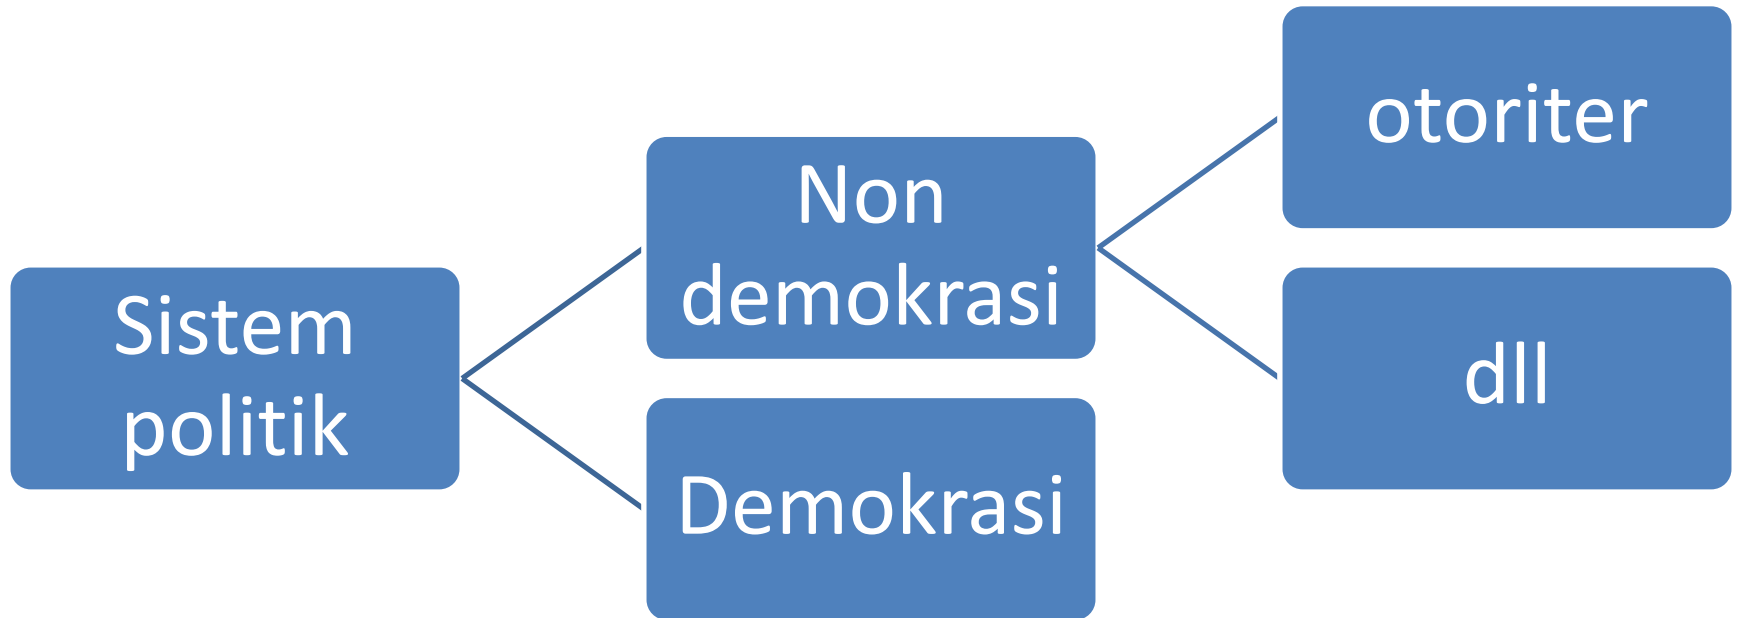 Sistem
politik
Non
demokrasi
Demokrasi
otoriter
dll